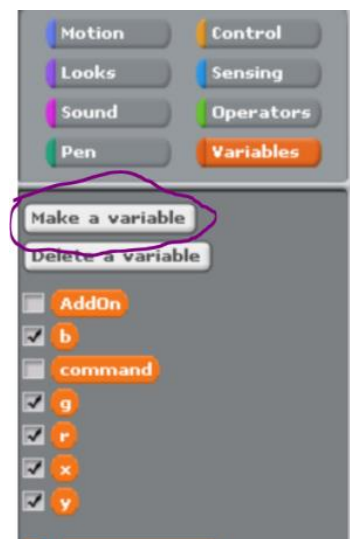 Motion Control
Looks Sensing
Sound Operators
Pen Variables
Make a variable
Delete a variable
AddOn
b
command
g
r
x
y